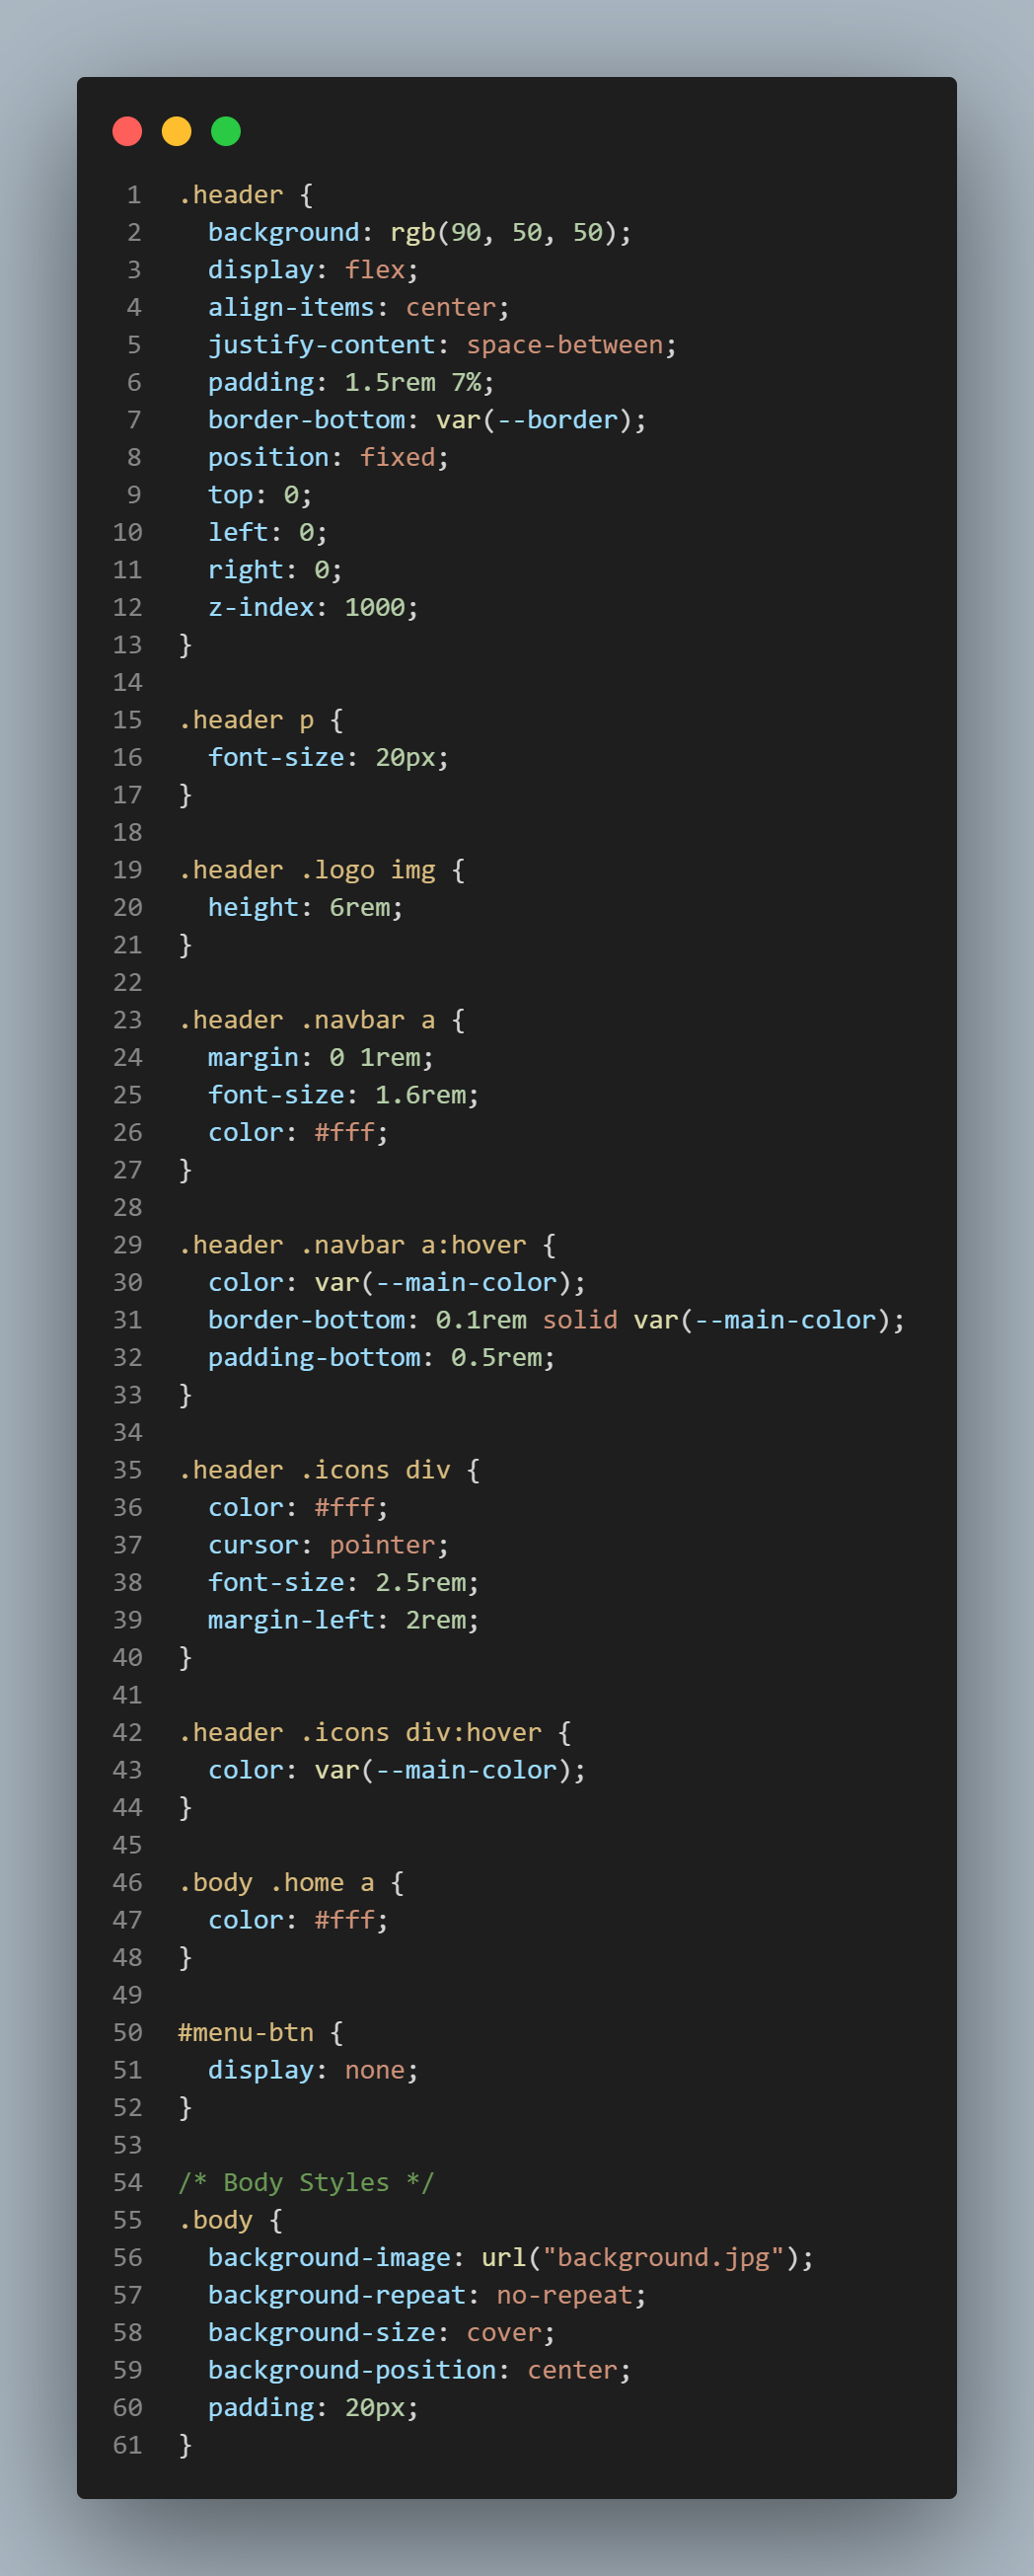 1 .header {
2   background: rgb(90, 50, 50);
3   display: flex;
4   align-items: center;
5   justify-content: space-between;
6   padding: 1.5rem 7%;
7   border-bottom: var(--border);
8   position: fixed;
9   top: 0;
10   left: 0;
11   right: 0;
12   z-index: 1000;
13 }
14
15 .header p {
16   font-size: 20px;
17 }
18
19 .header .logo img {
20   height: 6rem;
21 }
22
23 .header .navbar a {
24   margin: 0 1rem;
25   font-size: 1.6rem;
26   color: #fff;
27 }
28
29 .header .navbar a:hover {
30   color: var(--main-color);
31   border-bottom: 0.1rem solid var(--main-color);
32   padding-bottom: 0.5rem;
33 }
34
35 .header .icons div {
36   color: #fff;
37   cursor: pointer;
38   font-size: 2.5rem;
39   margin-left: 2rem;
40 }
41
42 .header .icons div:hover {
43   color: var(--main-color);
44 }
45
46 .body .home a {
47   color: #fff;
48 }
49
50 #menu-btn {
51   display: none;
52 }
53
54 /* Body Styles */
55 .body {
56   background-image: url("background.jpg");
57   background-repeat: no-repeat;
58   background-size: cover;
59   background-position: center;
60   padding: 20px;
61 }